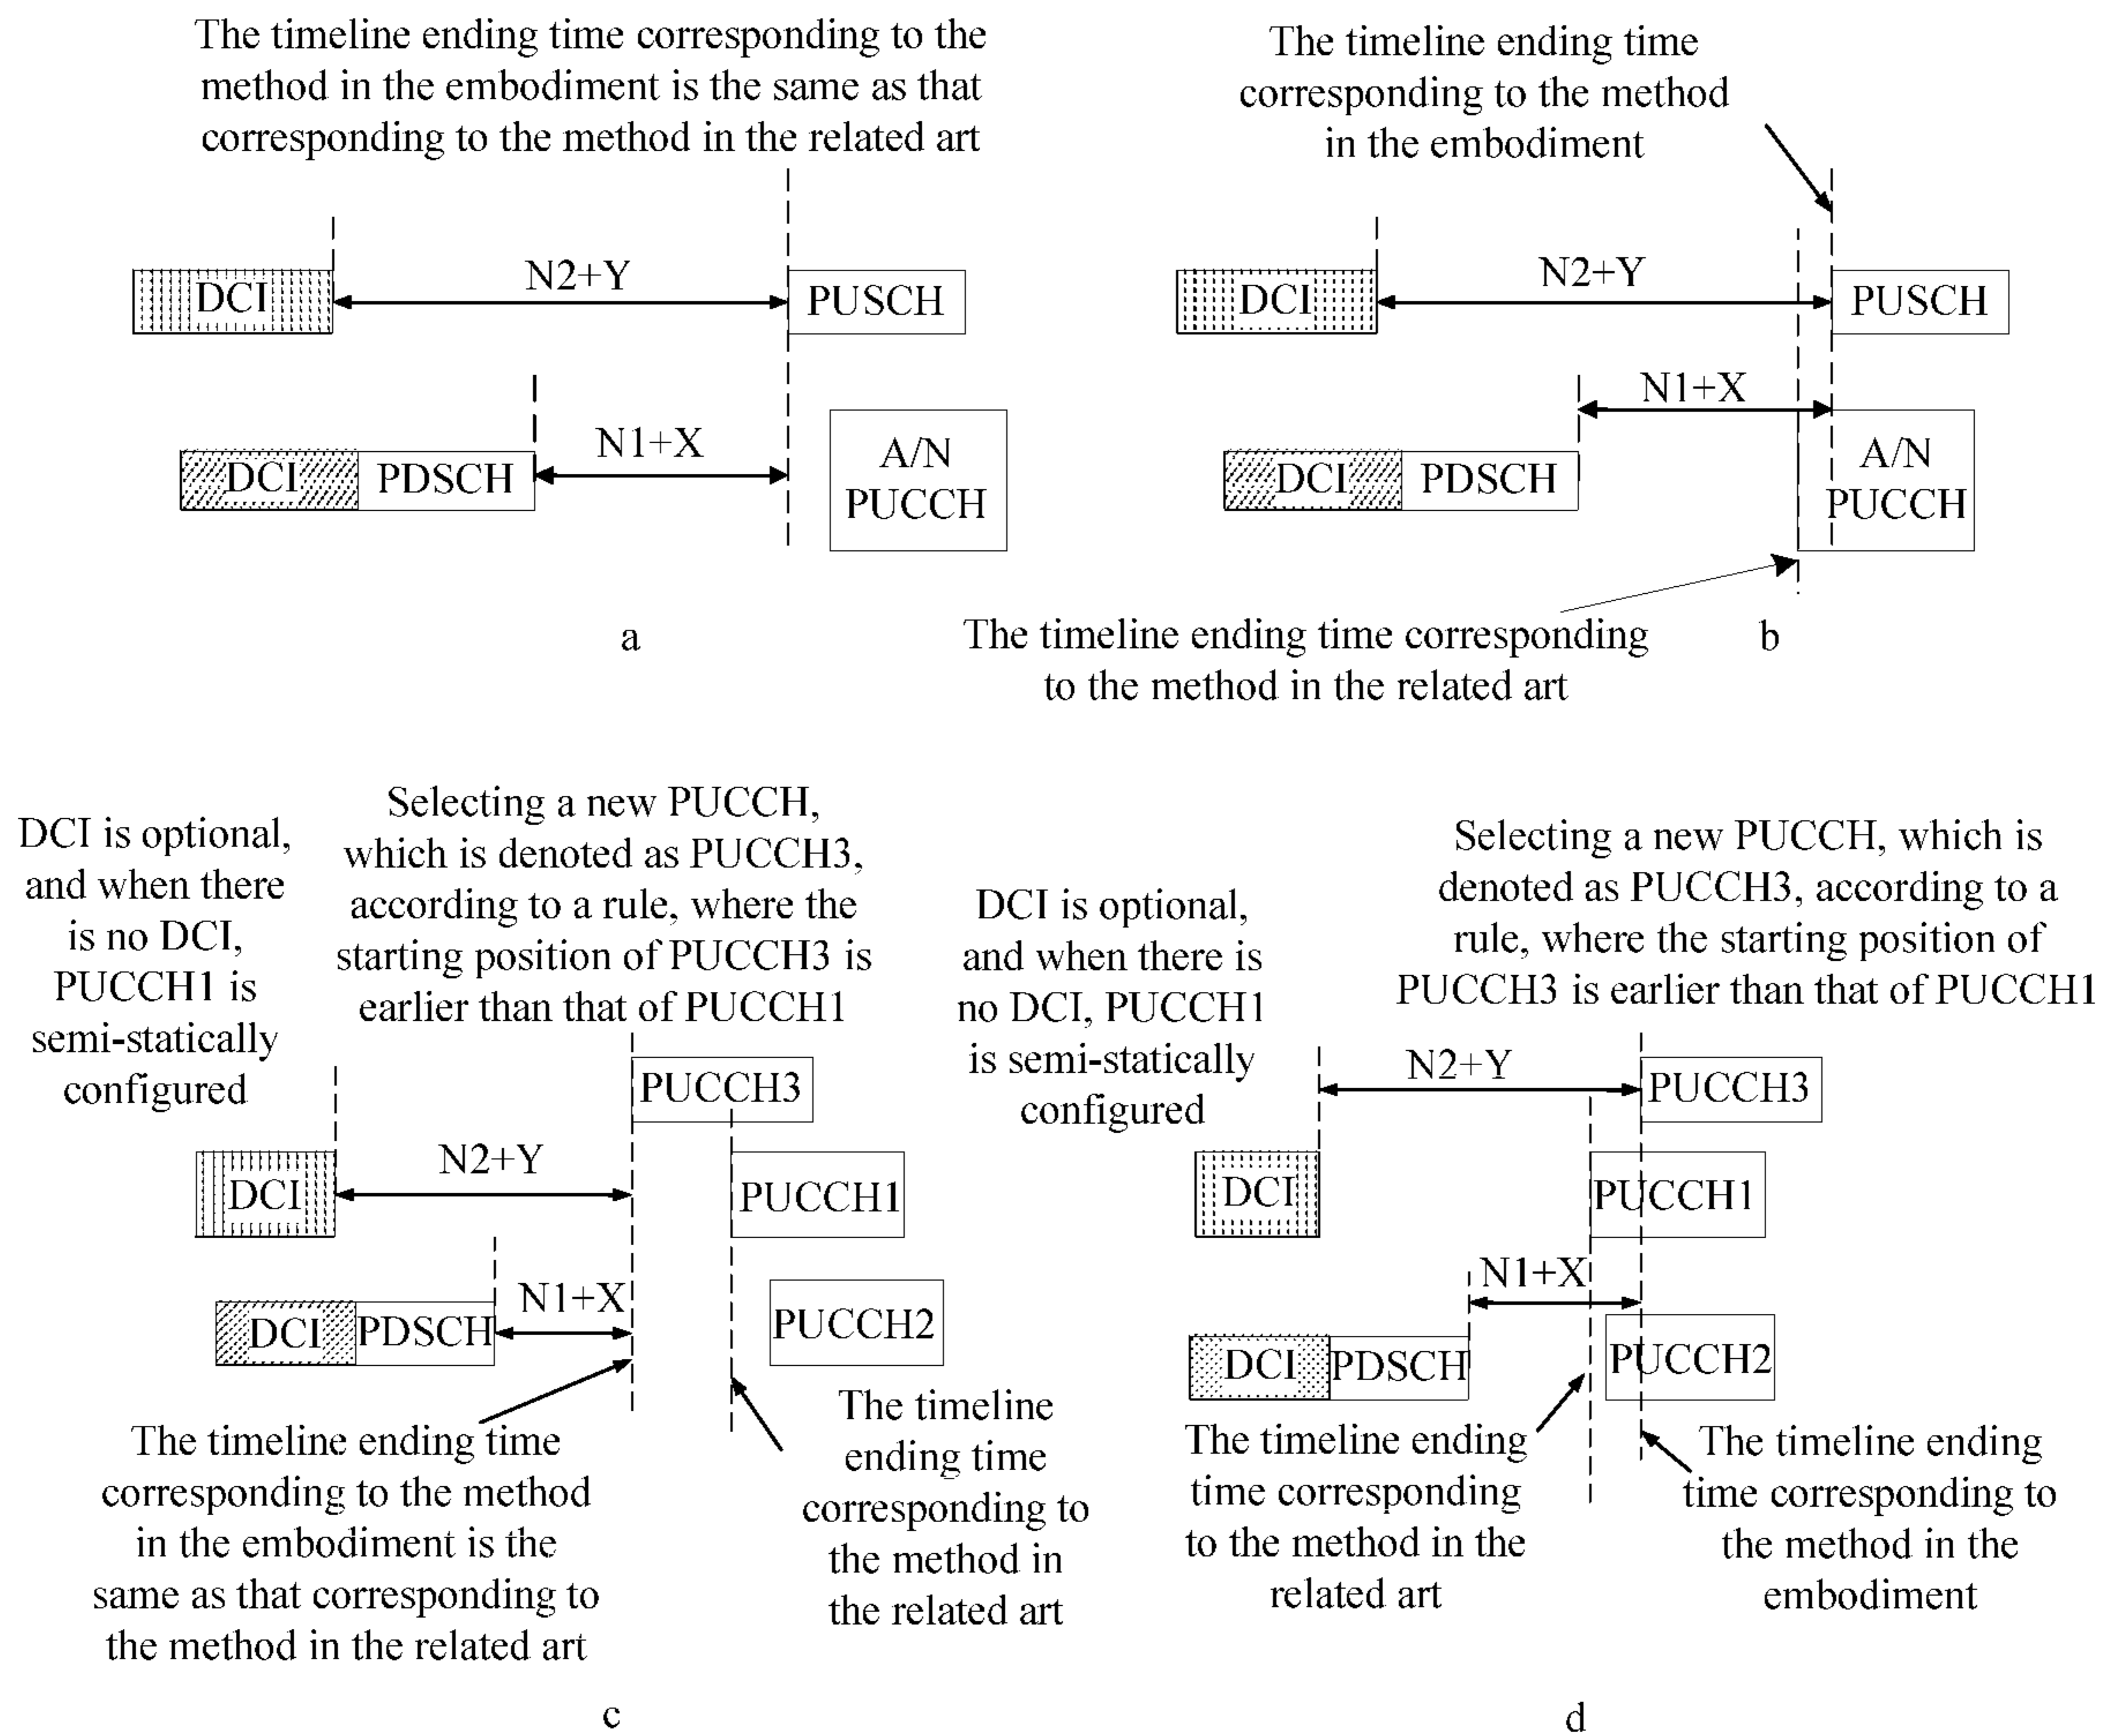 The timeline ending time corresponding to the
method in the embodiment is the same as that
corresponding to the method in the related art
N2+Y
DCI
PUSCH
N1+X
DCI
PDSCH
A/N
PUCCH
a
The timeline ending time
corresponding to the method
in the embodiment
N2+Y
DCI
PUSCH
N1+X
DCI
PDSCH
A/N
PUCCH
The timeline ending time corresponding
to the method in the related art
b
DCI is optional,
and when there
is no DCI,
PUCCH1 is
semi-statically
configured
Selecting a new PUCCH,
which is denoted as PUCCH3,
according to a rule, where the
starting position of PUCCH3 is
earlier than that of PUCCH1
PUCCH3
N2+Y
DCI
PUCCH1
N1+X
DCI
PDSCH
PUCCH2
The timeline ending time
corresponding to the method
in the embodiment is the
same as that corresponding to
the method in the related art
The timeline
ending time
corresponding to
the method in
the related art
c
DCI is optional,
and when there is
no DCI, PUCCH1
is semi-statically
configured
Selecting a new PUCCH, which is
denoted as PUCCH3, according to a
rule, where the starting position of
PUCCH3 is earlier than that of PUCCH1
N2+Y
PUCCH3
DCI
PUCCH1
N1+X
DCI
PDSCH
PUCCH2
The timeline ending
time corresponding
to the method in the
related art
The timeline ending
time corresponding to
the method in the
embodiment
d